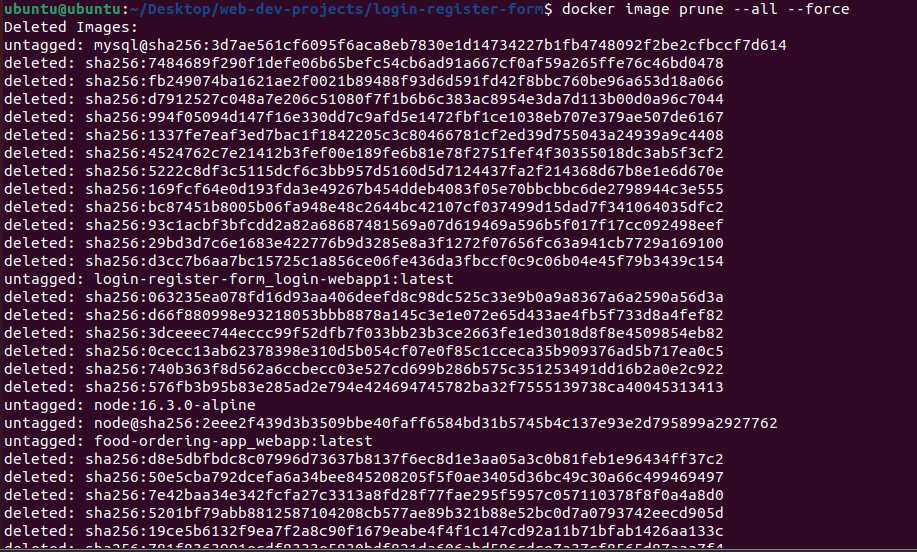 ubuntu@ubuntu:~/Desktop/web-dev-projects/login-register-form$ docker image prune --all --force
Deleted Images:
untagged: mysql@sha256:3d7ae561cf6095f6aca8eb7830e1d14734227b1fb4748092f2be2cfbccf7d614
deleted: sha256:7484689f290f1defe06b65befc54cb6ad91a667cf0af59a265ffe76c46bd0478
deleted: sha256:fb249074ba1621ae2f0021b89488f93d6d591fd42f8bbc760be96a653d18a066
deleted: sha256:d7912527c048a7e206c51080f7f1b6b6c383ac8954e3da7d113b00d0a96c7044
deleted: sha256:994f05094d147f16e330dd7c9afd5e1472fbf1ce1038eb707e379ae507de6167
deleted: sha256:1337fe7eaf3ed7bac1f1842205c3c80466781cf2ed39d755043a24939a9c4408
deleted: sha256:4524762c7e21412b3fef00e189fe6b81e78f2751fef4f30355018dc3ab5f3cf2
deleted: sha256:5222c8df3c5115dcf6c3bb957d5160d5d7124437fa2f214368d67b8e1e6d670e
deleted: sha256:169fcf64e0d193fda3e49267b454ddeb4083f05e70bbcbbc6de2798944c3e555
deleted: sha256:bc87451b8005b06fa948e48c2644bc42107cf037499d15dad7f341064035dfc2
deleted: sha256:93c1acbf3bfcdd2a82a68687481569a07d619469a596b5f017f17cc092498eef
deleted: sha256:29bd3d7c6e1683e422776b9d3285e8a3f1272f07656fc63a941cb7729a169100
deleted: sha256:d3cc7b6aa7bc15725c1a856ce06fe436da3fbccf0c9c06b04e45f79b3439c154
untagged: login-register-form_login-webapp1:latest
deleted: sha256:063235ea078fd16d93aa406deefd8c98dc525c33e9b0a9a8367a6a2590a56d3a
deleted: sha256:d66f880998e93218053bbb8878a145c3e1e072e65d433ae4fb5f733d8a4fef82
deleted: sha256:3dceeec744eccc99f52dfb7f033bb23b3ce2663fe1ed3018d8f8e4509854eb82
deleted: sha256:0cecc13ab62378398e310d5b054cf07e0f85c1cceca35b909376ad5b717ea0c5
deleted: sha256:740b363f8d562a6ccbecc03e527cd699b286b575c351253491dd16b2a0e2c922
deleted: sha256:576fb3b95b83e285ad2e794e424694745782ba32f7555139738ca40045313413
untagged: node:16.3.0-alpine
untagged: node@sha256:2eee2f439d3b3509bbe40faff6584bd31b5745b4c137e93e2d795899a2927762
untagged: food-ordering-app_webapp:latest
deleted: sha256:d8e5dbfbdc8c07996d73637b8137f6ec8d1e3aa05a3c0b81feb1e96434ff37c2
deleted: sha256:50e5cba792dcefa6a34bee845208205f5f0ae3405d36bc49c30a66c499469497
deleted: sha256:7e42baa34e342fcfa27c3313a8fd28f77fae295f5957c057110378f8f0a4a8d0
deleted: sha256:5201bf79abb8812587104208cb577ae89b321b88e52bc0d7a0793742eecd905d
deleted: sha256:19ce5b6132f9ea7f2a8c90f1679eabe4f4f1c147cd92a11b71bfab1426aa133c